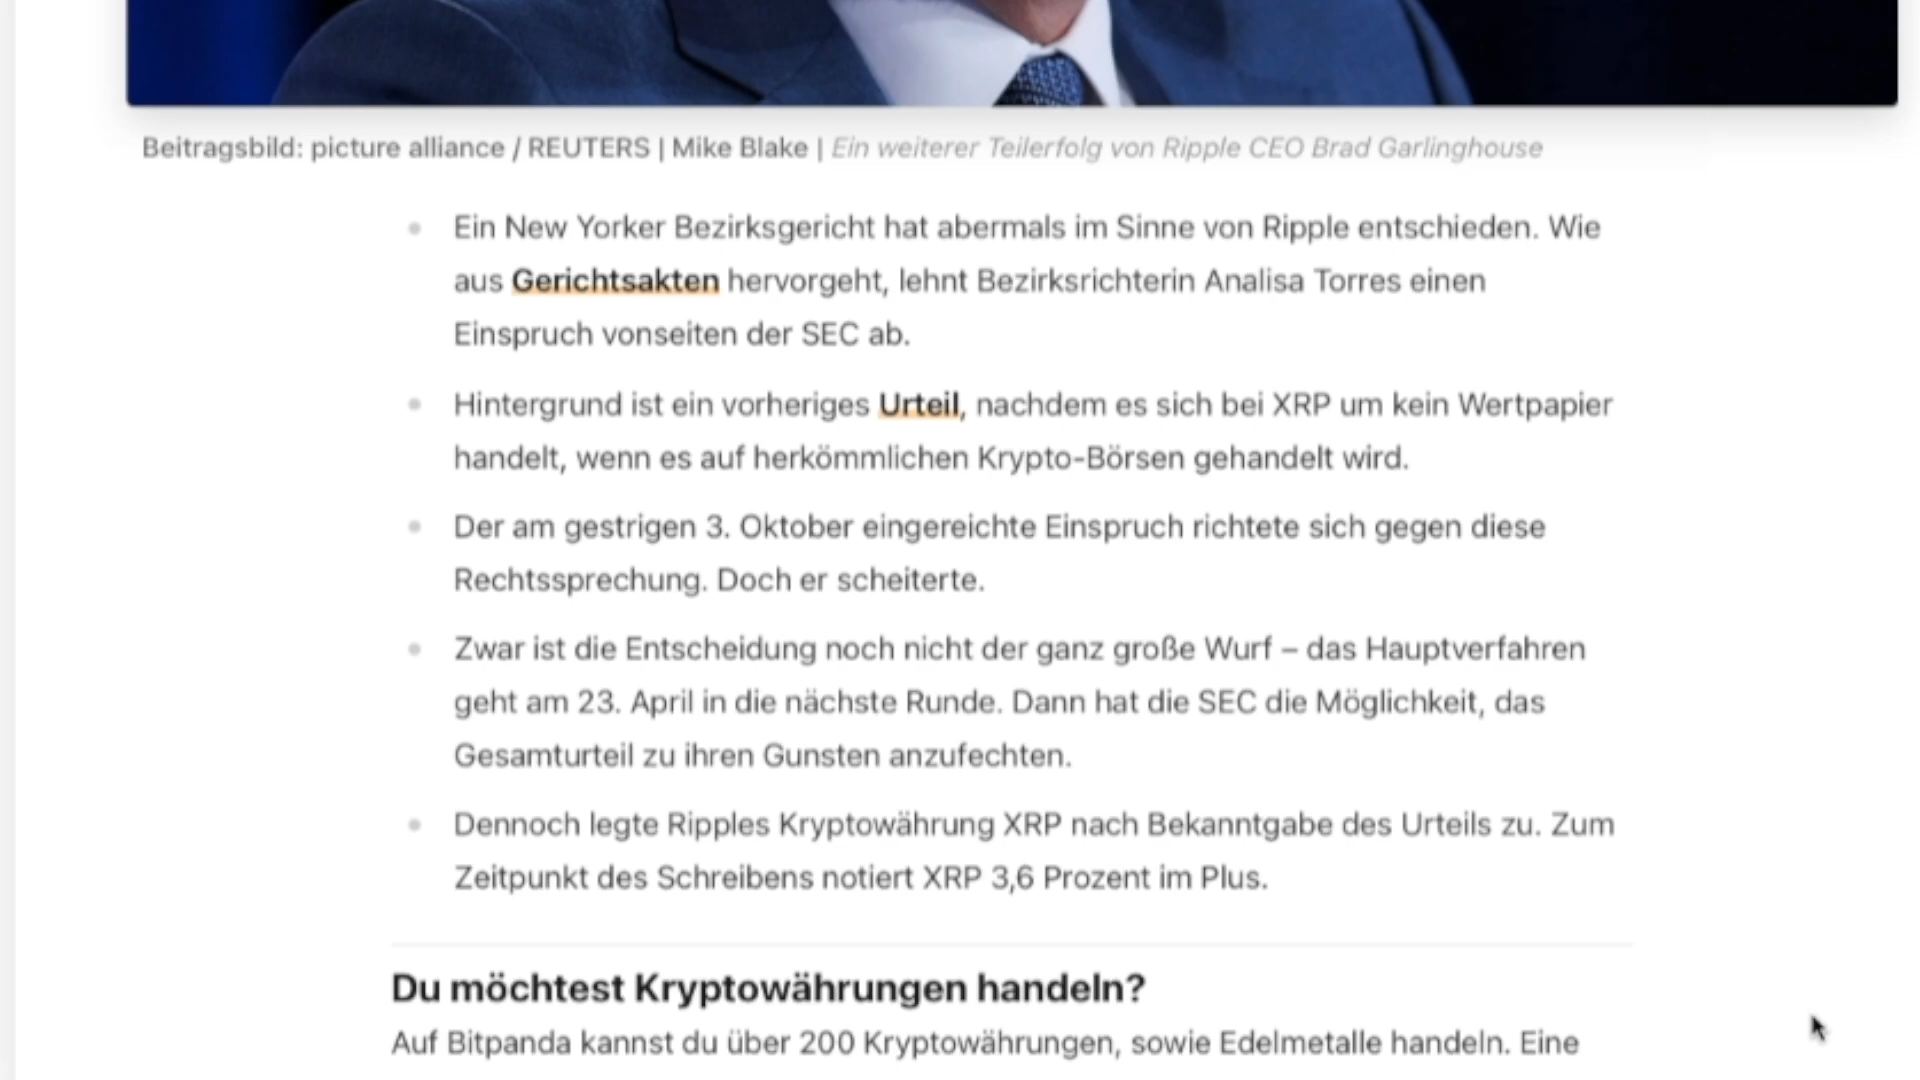 Beitragsbild: picture alliance / REUTERS | Mike Blake | Ein weiterer Teilerfolg von Ripple CEO Brad Garlinghouse
Ein New Yorker Bezirksgericht hat abermals im Sinne von Ripple entschieden. Wie
aus Gerichtsakten hervorgeht, lehnt Bezirksrichterin Analisa Torres einen
Einspruch vonseiten der SEC ab.
Hintergrund ist ein vorheriges Urteil, nachdem es sich bei XRP um kein Wertpapier
handelt, wenn es auf herkömmlichen Krypto-Börsen gehandelt wird.
Der am gestrigen 3. Oktober eingereichte Einspruch richtete sich gegen diese
Rechtssprechung. Doch er scheiterte.
Zwar ist die Entscheidung noch nicht der ganz große Wurf – das Hauptverfahren
geht am 23. April in die nächste Runde. Dann hat die SEC die Möglichkeit, das
Gesamturteil zu ihren Gunsten anzufechten.
Dennoch legte Ripples Kryptowährung XRP nach Bekanntgabe des Urteils zu. Zum
Zeitpunkt des Schreibens notiert XRP 3,6 Prozent im Plus.
Du möchtest Kryptowährungen handeln?
Auf Bitpanda kannst du über 200 Kryptowährungen, sowie Edelmetalle handeln. Eine